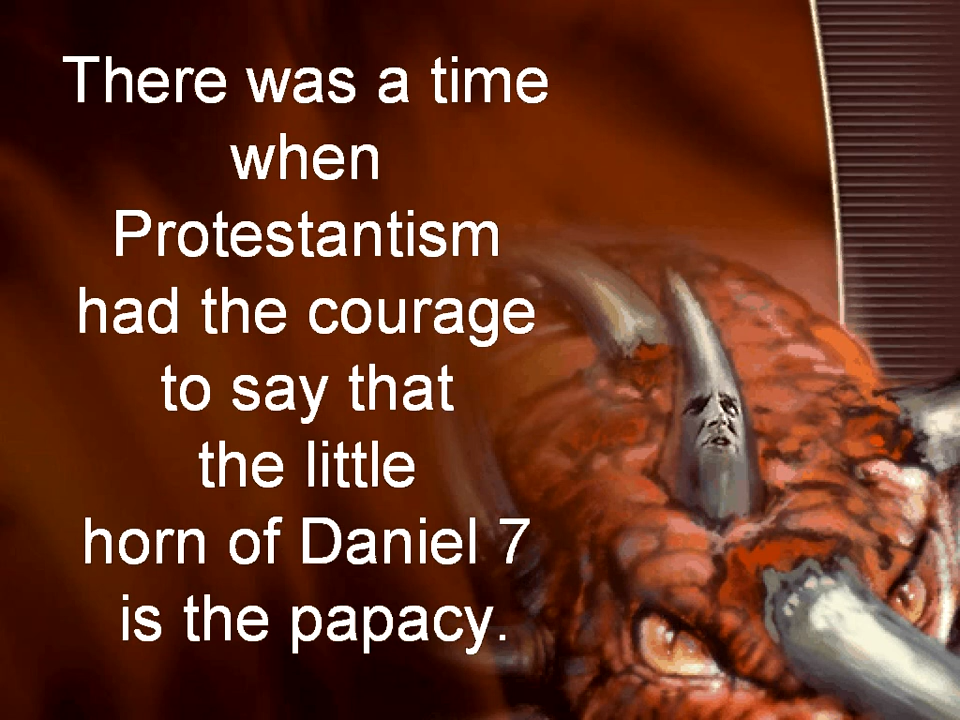 There was a time
when
Protestantism
had the courage
to say that
the little
horn of Daniel 7
is the papacy.